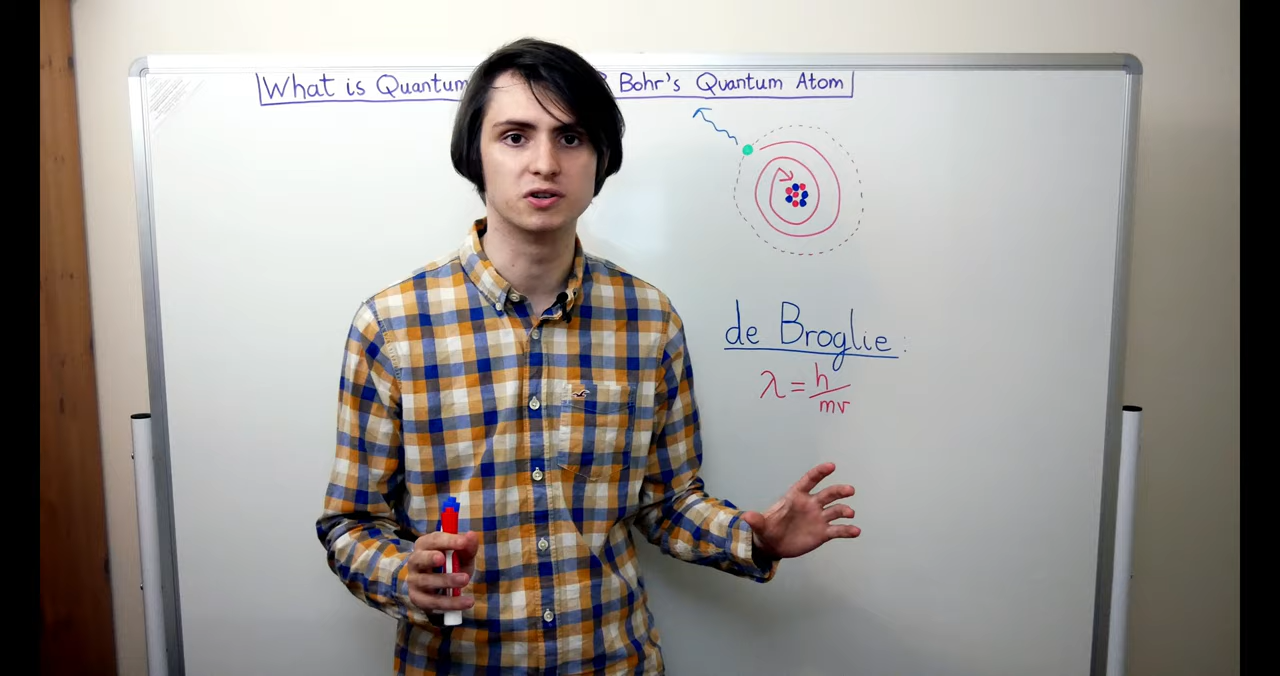 What is Quantum Bohr's Quantum Atom
de Broglie:
λ = h/mv